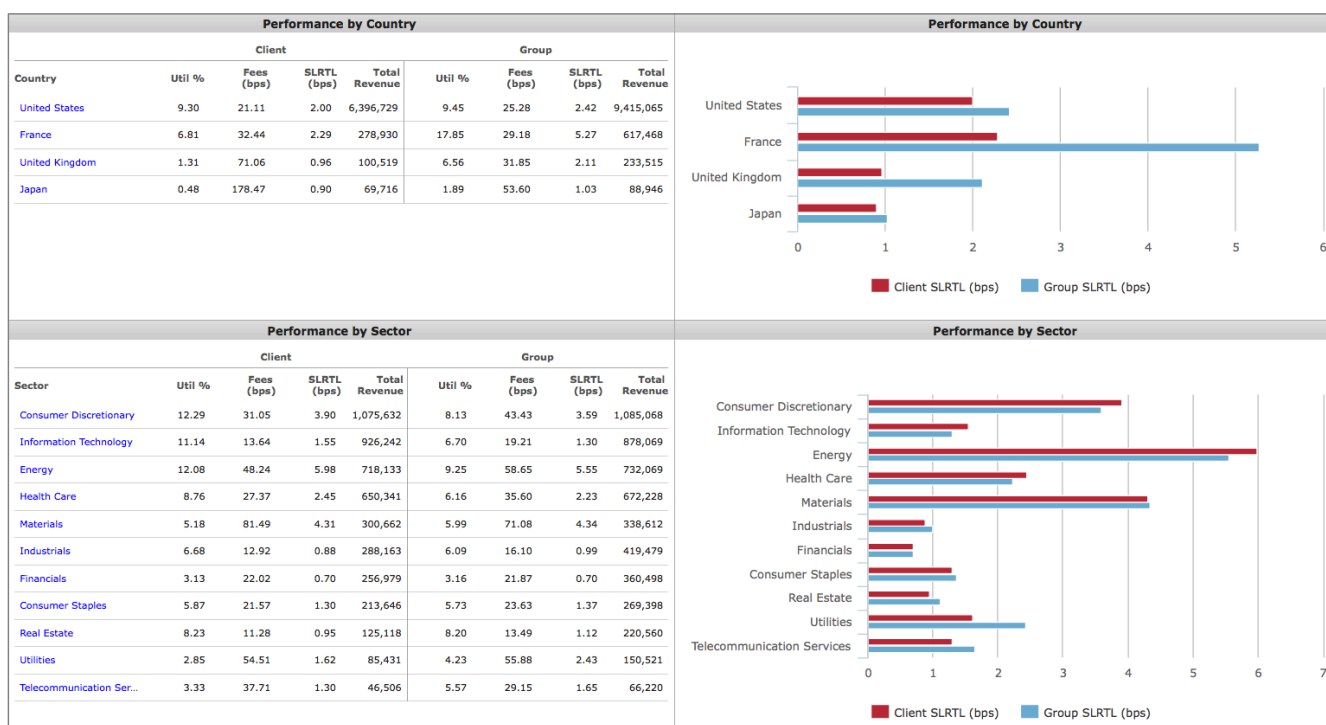 Performance by Country
Client Group
Country Util % Fees (bps) SLRTL (bps) Total Revenue Util % Fees (bps) SLRTL (bps) Total Revenue
United States 9.30 21.11 2.00 6,396,729 9.45 25.28 2.42 9,415,065
France 6.81 32.44 2.29 278,930 17.85 29.18 5.27 617,468
United Kingdom 1.31 71.06 0.96 100,519 6.56 31.85 2.11 233,515
Japan 0.48 178.47 0.90 69,716 1.89 53.60 1.03 88,946
Performance by Country
United States
France
United Kingdom
Japan
0 1 2 3 4 5 6
Client SLRTL (bps) Group SLRTL (bps)
Performance by Sector
Client Group
Sector Util % Fees (bps) SLRTL (bps) Total Revenue Util % Fees (bps) SLRTL (bps) Total Revenue
Consumer Discretionary 12.29 31.05 3.90 1,075,632 8.13 43.43 3.59 1,085,068
Information Technology 11.14 13.64 1.55 926,242 6.70 19.21 1.30 878,069
Energy 12.08 48.24 5.98 718,133 9.25 58.65 5.55 732,069
Health Care 8.76 27.37 2.45 650,341 6.16 35.60 2.23 672,228
Materials 5.18 81.49 4.31 300,662 5.99 71.08 4.34 338,612
Industrials 6.68 12.92 0.88 288,163 6.09 16.10 0.99 419,479
Financials 3.13 22.02 0.70 256,979 3.16 21.87 0.70 360,498
Consumer Staples 5.87 21.57 1.30 213,646 5.73 23.63 1.37 269,398
Real Estate 8.23 11.28 0.95 125,118 8.20 13.49 1.12 220,560
Utilities 2.85 54.51 1.62 85,431 4.23 55.88 2.43 150,521
Telecommunication Ser... 3.33 37.71 1.30 46,506 5.57 29.15 1.65 66,220
Performance by Sector
Consumer Discretionary
Information Technology
Energy
Health Care
Materials
Industrials
Financials
Consumer Staples
Real Estate
Utilities
Telecommunication Services
0 1 2 3 4 5 6 7
Client SLRTL (bps) Group SLRTL (bps)